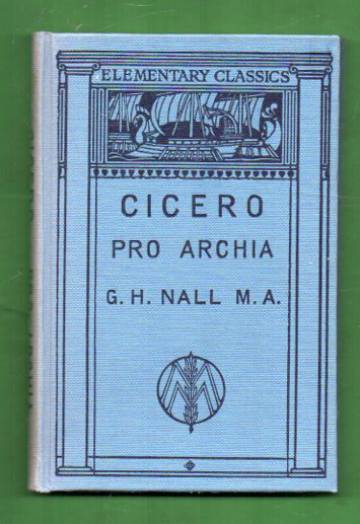 ELEMENTARY CLASSICS
CICERO
PRO ARCHIA
G. H. NALL M. A.